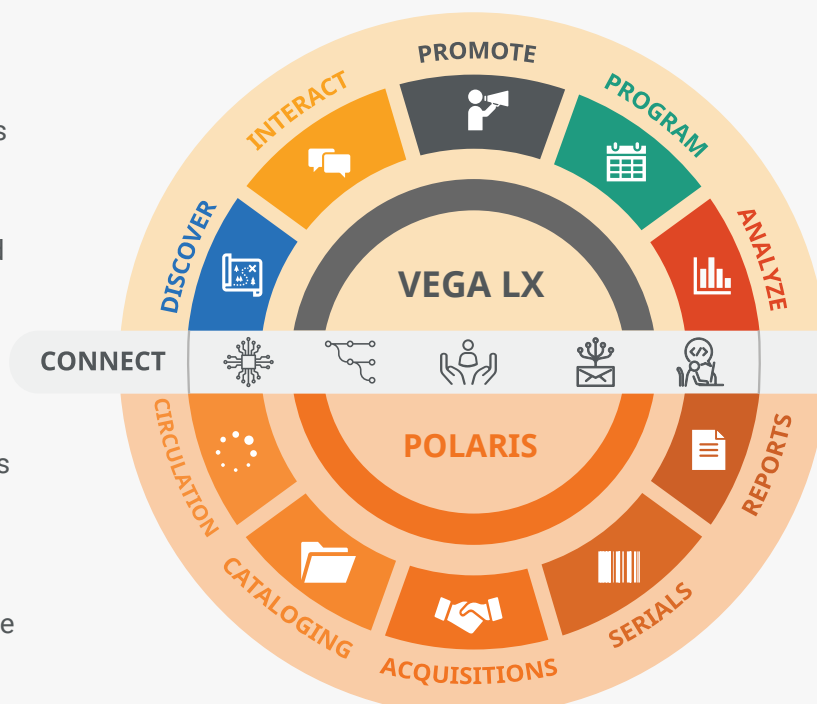 PROMOTE
INTERACT
PROGRAM
DISCOVER
ANALYZE
VEGA LX
CONNECT
POLARIS
CIRCULATION
REPORTS
CATALOGING
SERIALS
ACQUISITIONS